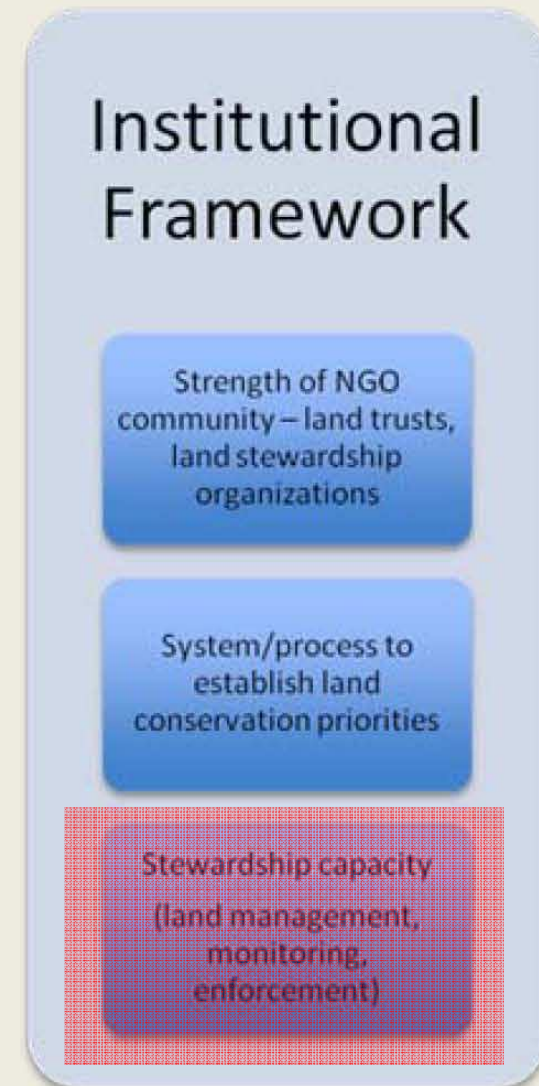 Institutional
Framework
Strength of NGO
community – land trusts,
land stewardship
organizations
System/process to
establish land
conservation priorities
Stewardship capacity
(land management,
monitoring,
enforcement)